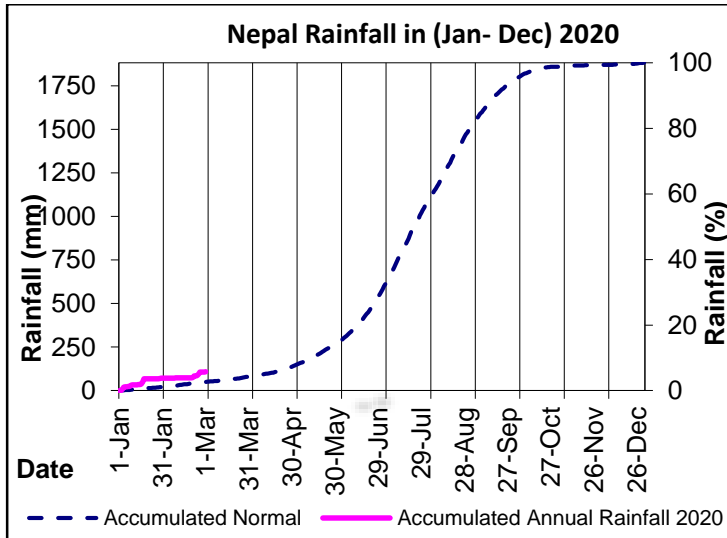 Nepal Rainfall in (Jan- Dec) 2020
Rainfall (mm)
1750
1500
1250
1000
750
500
250
0
100
80
60
40
20
0
Rainfall (%)
1-Jan
31-Jan
1-Mar
31-Mar
30-Apr
30-May
29-Jun
29-Jul
28-Aug
27-Sep
27-Oct
26-Nov
26-Dec
Date
Accumulated Normal
Accumulated Annual Rainfall 2020